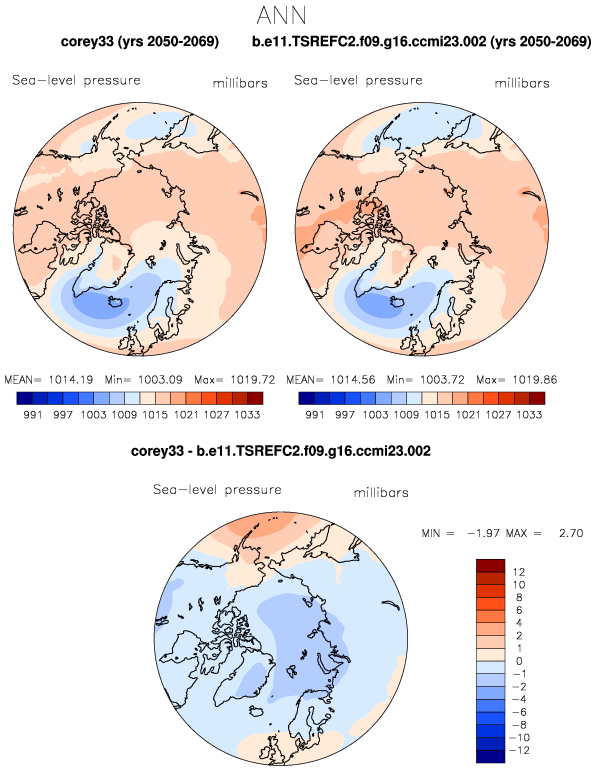 ANN
corey33 (yrs 2050-2069) b.e11.TSREFC2.f09.g16.ccmi23.002 (yrs 2050-2069)
Sea-level pressure millibars Sea-level pressure millibars
MEAN= 1014.19 Min= 1003.09 Max= 1019.72 MEAN= 1014.56 Min= 1003.72 Max= 1019.86
991 997 1003 1009 1015 1021 1027 1033 991 997 1003 1009 1015 1021 1027 1033
corey33 - b.e11.TSREFC2.f09.g16.ccmi23.002
Sea-level pressure millibars
MIN = -1.97 MAX = 2.70
12
10
8
6
4
2
1
0
-1
-2
-4
-6
-8
-10
-12